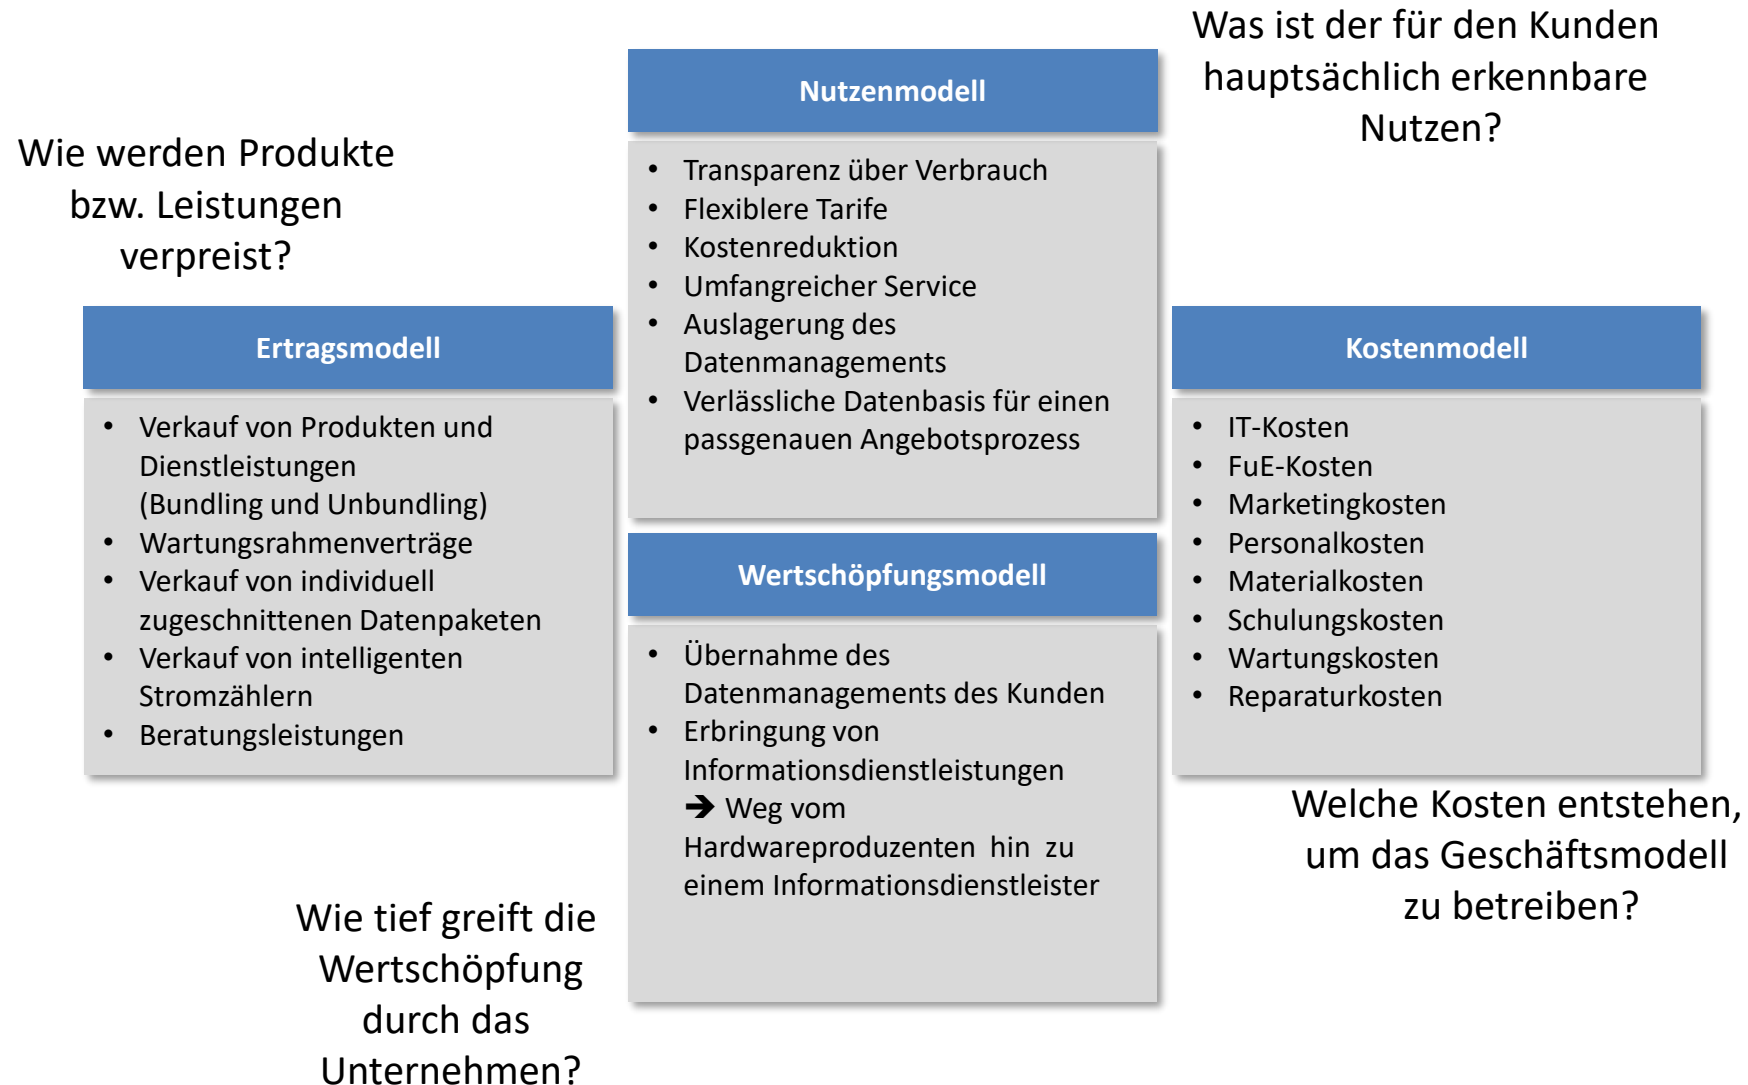 Was ist der für den Kunden
hauptsächlich erkennbare
Nutzen?
Nutzenmodell
• Transparenz über Verbrauch
• Flexiblere Tarife
• Kostenreduktion
• Umfangreicher Service
• Auslagerung des
Datenmanagements
• Verlässliche Datenbasis für einen
passgenauen Angebotsprozess
Wie werden Produkte
bzw. Leistungen
verpreist?
Ertragsmodell
• Verkauf von Produkten und
Dienstleistungen
(Bundling und Unbundling)
• Wartungsrahmenverträge
• Verkauf von individuell
zugeschnittenen Datenpaketen
• Verkauf von intelligenten
Stromzählern
• Beratungsleistungen
Wertschöpfungsmodell
• Übernahme des
Datenmanagements des Kunden
• Erbringung von
Informationsdienstleistungen
➔ Weg vom
Hardwareproduzenten hin zu
einem Informationsdienstleister
Wie tief greift die
Wertschöpfung
durch das
Unternehmen?
Kostenmodell
• IT-Kosten
• FuE-Kosten
• Marketingkosten
• Personalkosten
• Materialkosten
• Schulungskosten
• Wartungskosten
• Reparaturkosten
Welche Kosten entstehen,
um das Geschäftsmodell
zu betreiben?